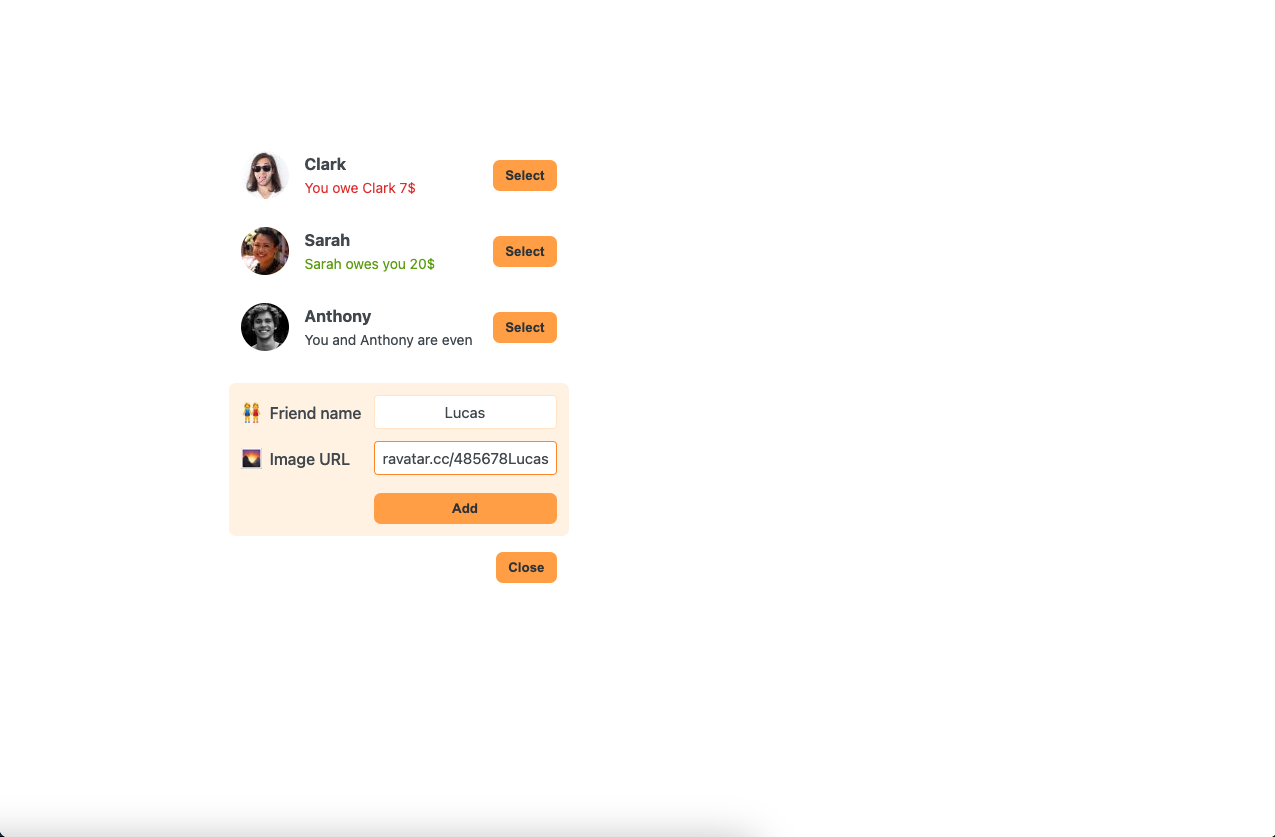 Clark
You owe Clark 7$
Select
Sarah
Sarah owes you 20$
Select
Anthony
You and Anthony are even
Select
Friend name
Lucas
Image URL
ravatar.cc/485678Lucas
Add
Close